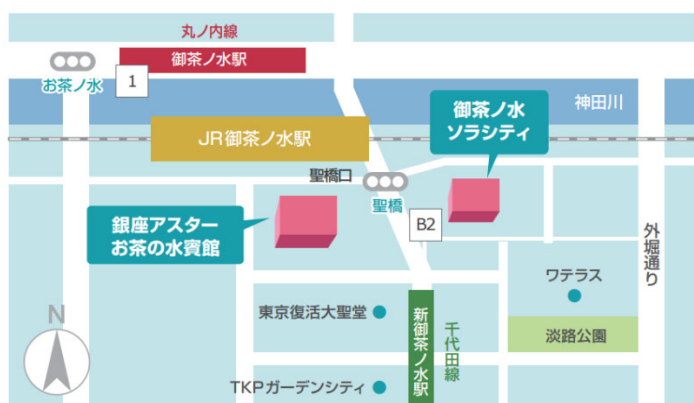 丸ノ内線
御茶ノ水駅
お茶ノ水
1
神田川
御茶ノ水
ソラシティ
JR御茶ノ水駅
聖橋口
聖橋
B2
銀座アスター
お茶の水賓館
外堀通り
ワテラス
東京復活大聖堂
新御茶ノ水駅
千代田線
淡路公園
N
TKPガーデンシティ